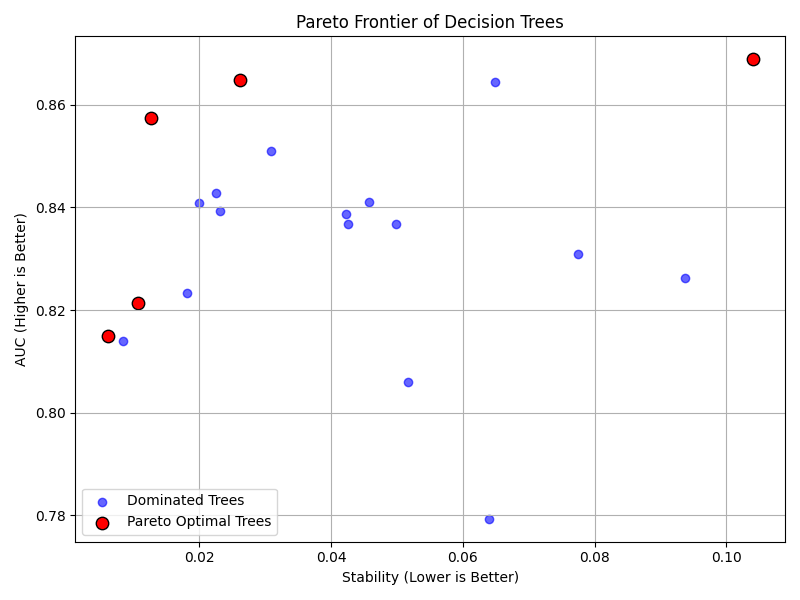 Pareto Frontier of Decision Trees
AUC (Higher is Better)
0.86
0.84
0.82
0.80
0.78
Dominated Trees
Pareto Optimal Trees
0.02 0.04 0.06 0.08 0.10
Stability (Lower is Better)